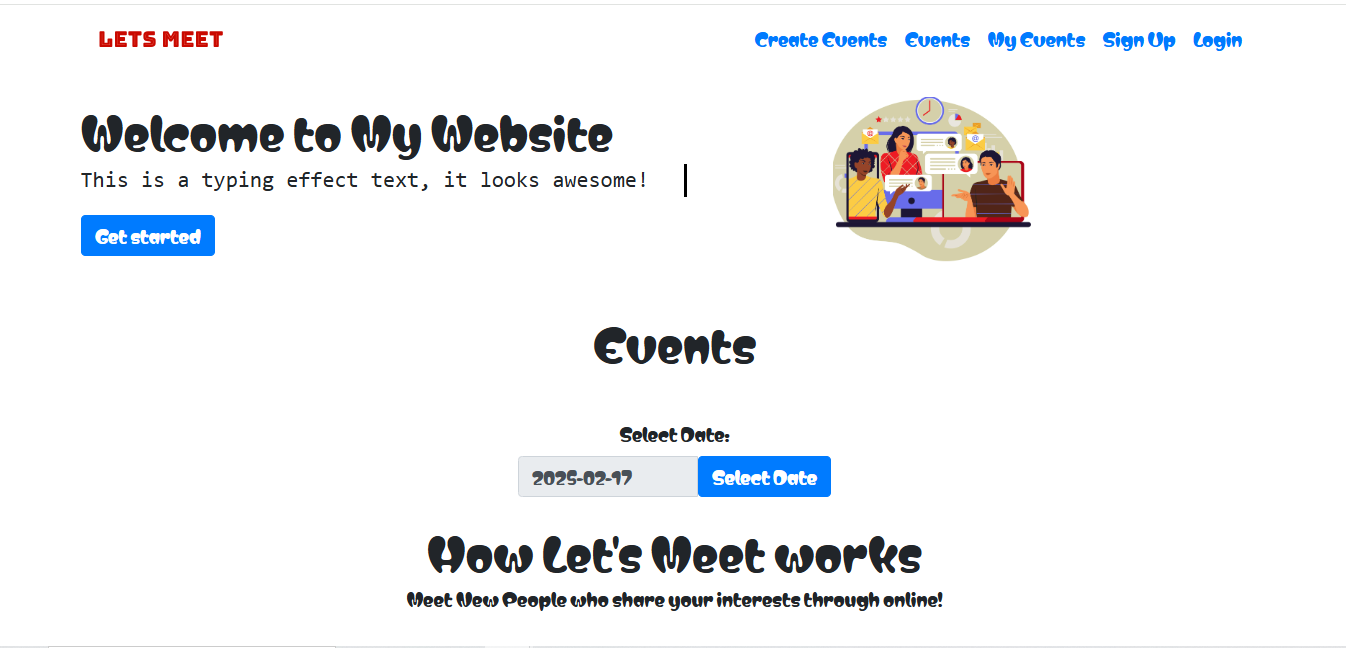 LETS MEET
Create Events Events My Events Sign Up Login
Welcome to My Website
This is a typing effect text, it looks awesome!
Get started
Events
Select Date:
2025-02-17 Select Date
How Let's Meet works
Meet New People who share your interests through online!